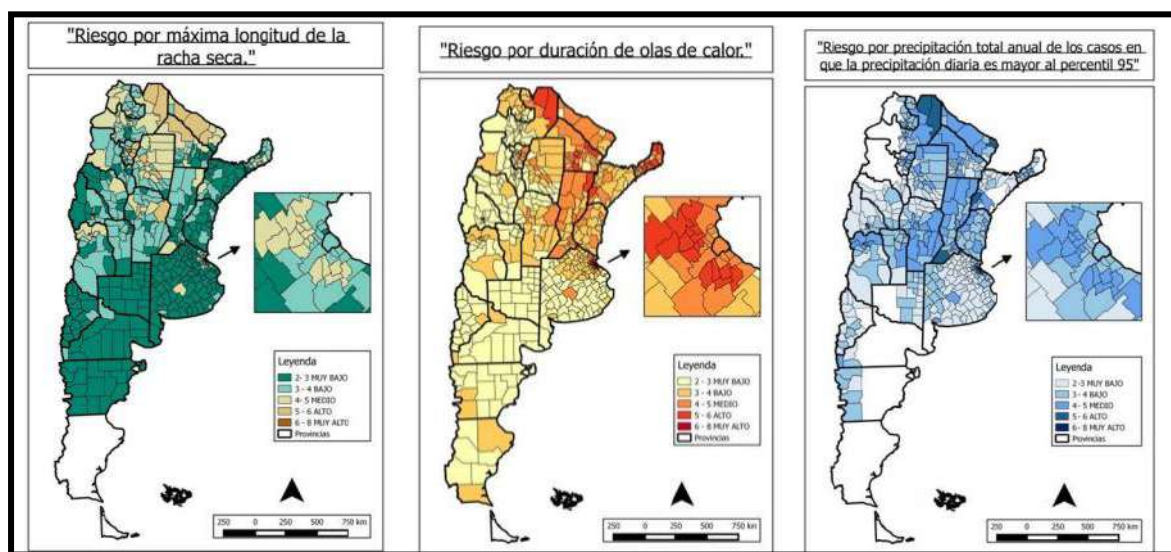 "Riesgo por máxima longitud de la
racha seca."
Leyenda
2- 3 MUY BAJO
3 - 4 BAJO
4- 5 MEDIO
5 - 6 ALTO
6 - 8 MUY ALTO
Provincias
250 0 250 500 750 km
"Riesgo por duración de olas de calor."
Leyenda
2 - 3 MUY BAJO
3 - 4 BAJO
4 - 5 MEDIO
5 - 6 ALTO
6 - 8 MUY ALTO
Provincias
250 0 250 500 750 km
"Riesgo por precipitación total anual de los casos en
que la precipitación diaria es mayor al percentil 95"
Leyenda
2-3 MUY BAJO
3 - 4 BAJO
4 - 5 MEDIO
5 - 6 ALTO
6 - 8 MUY ALTO
Provincias
250 0 250 500 750 km